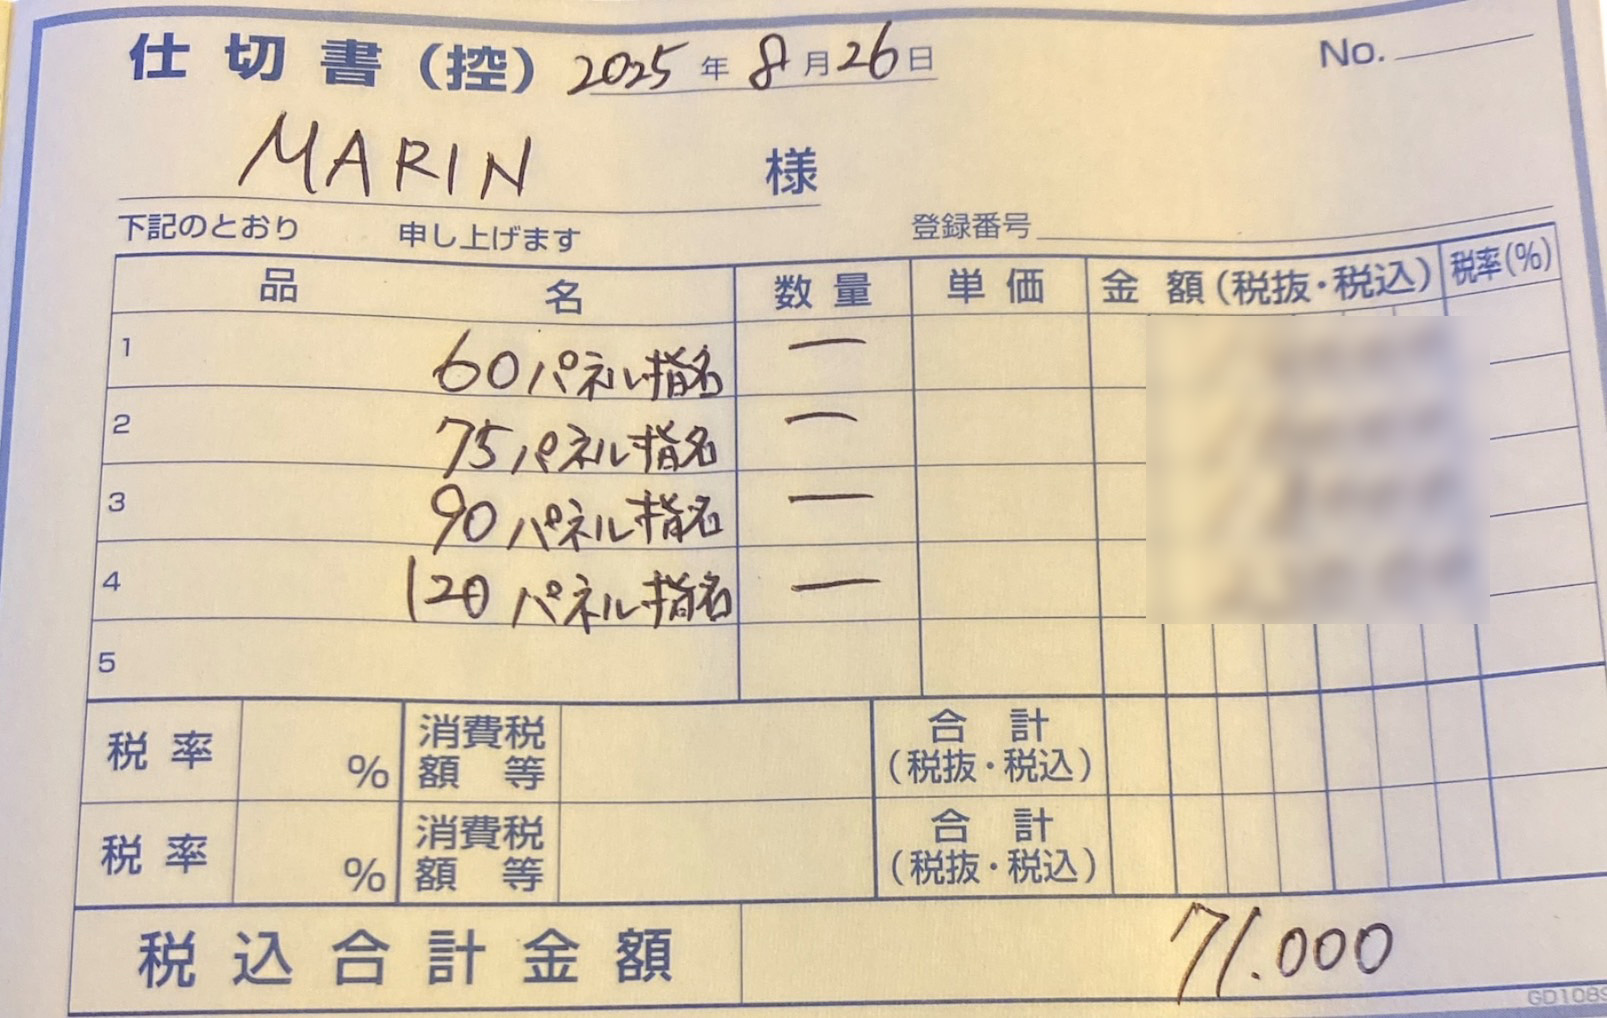 仕切書(控) 2025年8月26日 No.
MARIN 様
下記のとおり 申し上げます 登録番号
品名 数量 単価 金額(税抜・税込) 税率(%)
1 60パネル指名 一
2 75パネル指名 一
3 90パネル指名 一
4 120パネル指名 一
5
税率 % 消費税額等 合計(税抜・税込)
税率 % 消費税額等 合計(税抜・税込)
税込合計金額 71.000